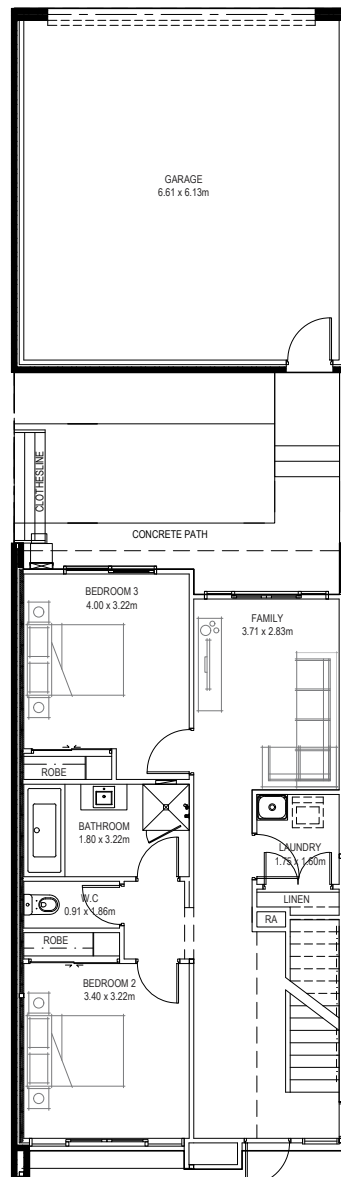 GARAGE
6.61 x 6.13m
CLOTHESLINE
CONCRETE PATH
BEDROOM 3
4.00 x 3.22m
FAMILY
3.71 x 2.83m
ROBE
BATHROOM
1.80 x 3.22m
LAUNDRY
1.75 x 1.60m
W.C
0.91 x 1.86m
LINEN
RA
ROBE
BEDROOM 2
3.40 x 3.22m